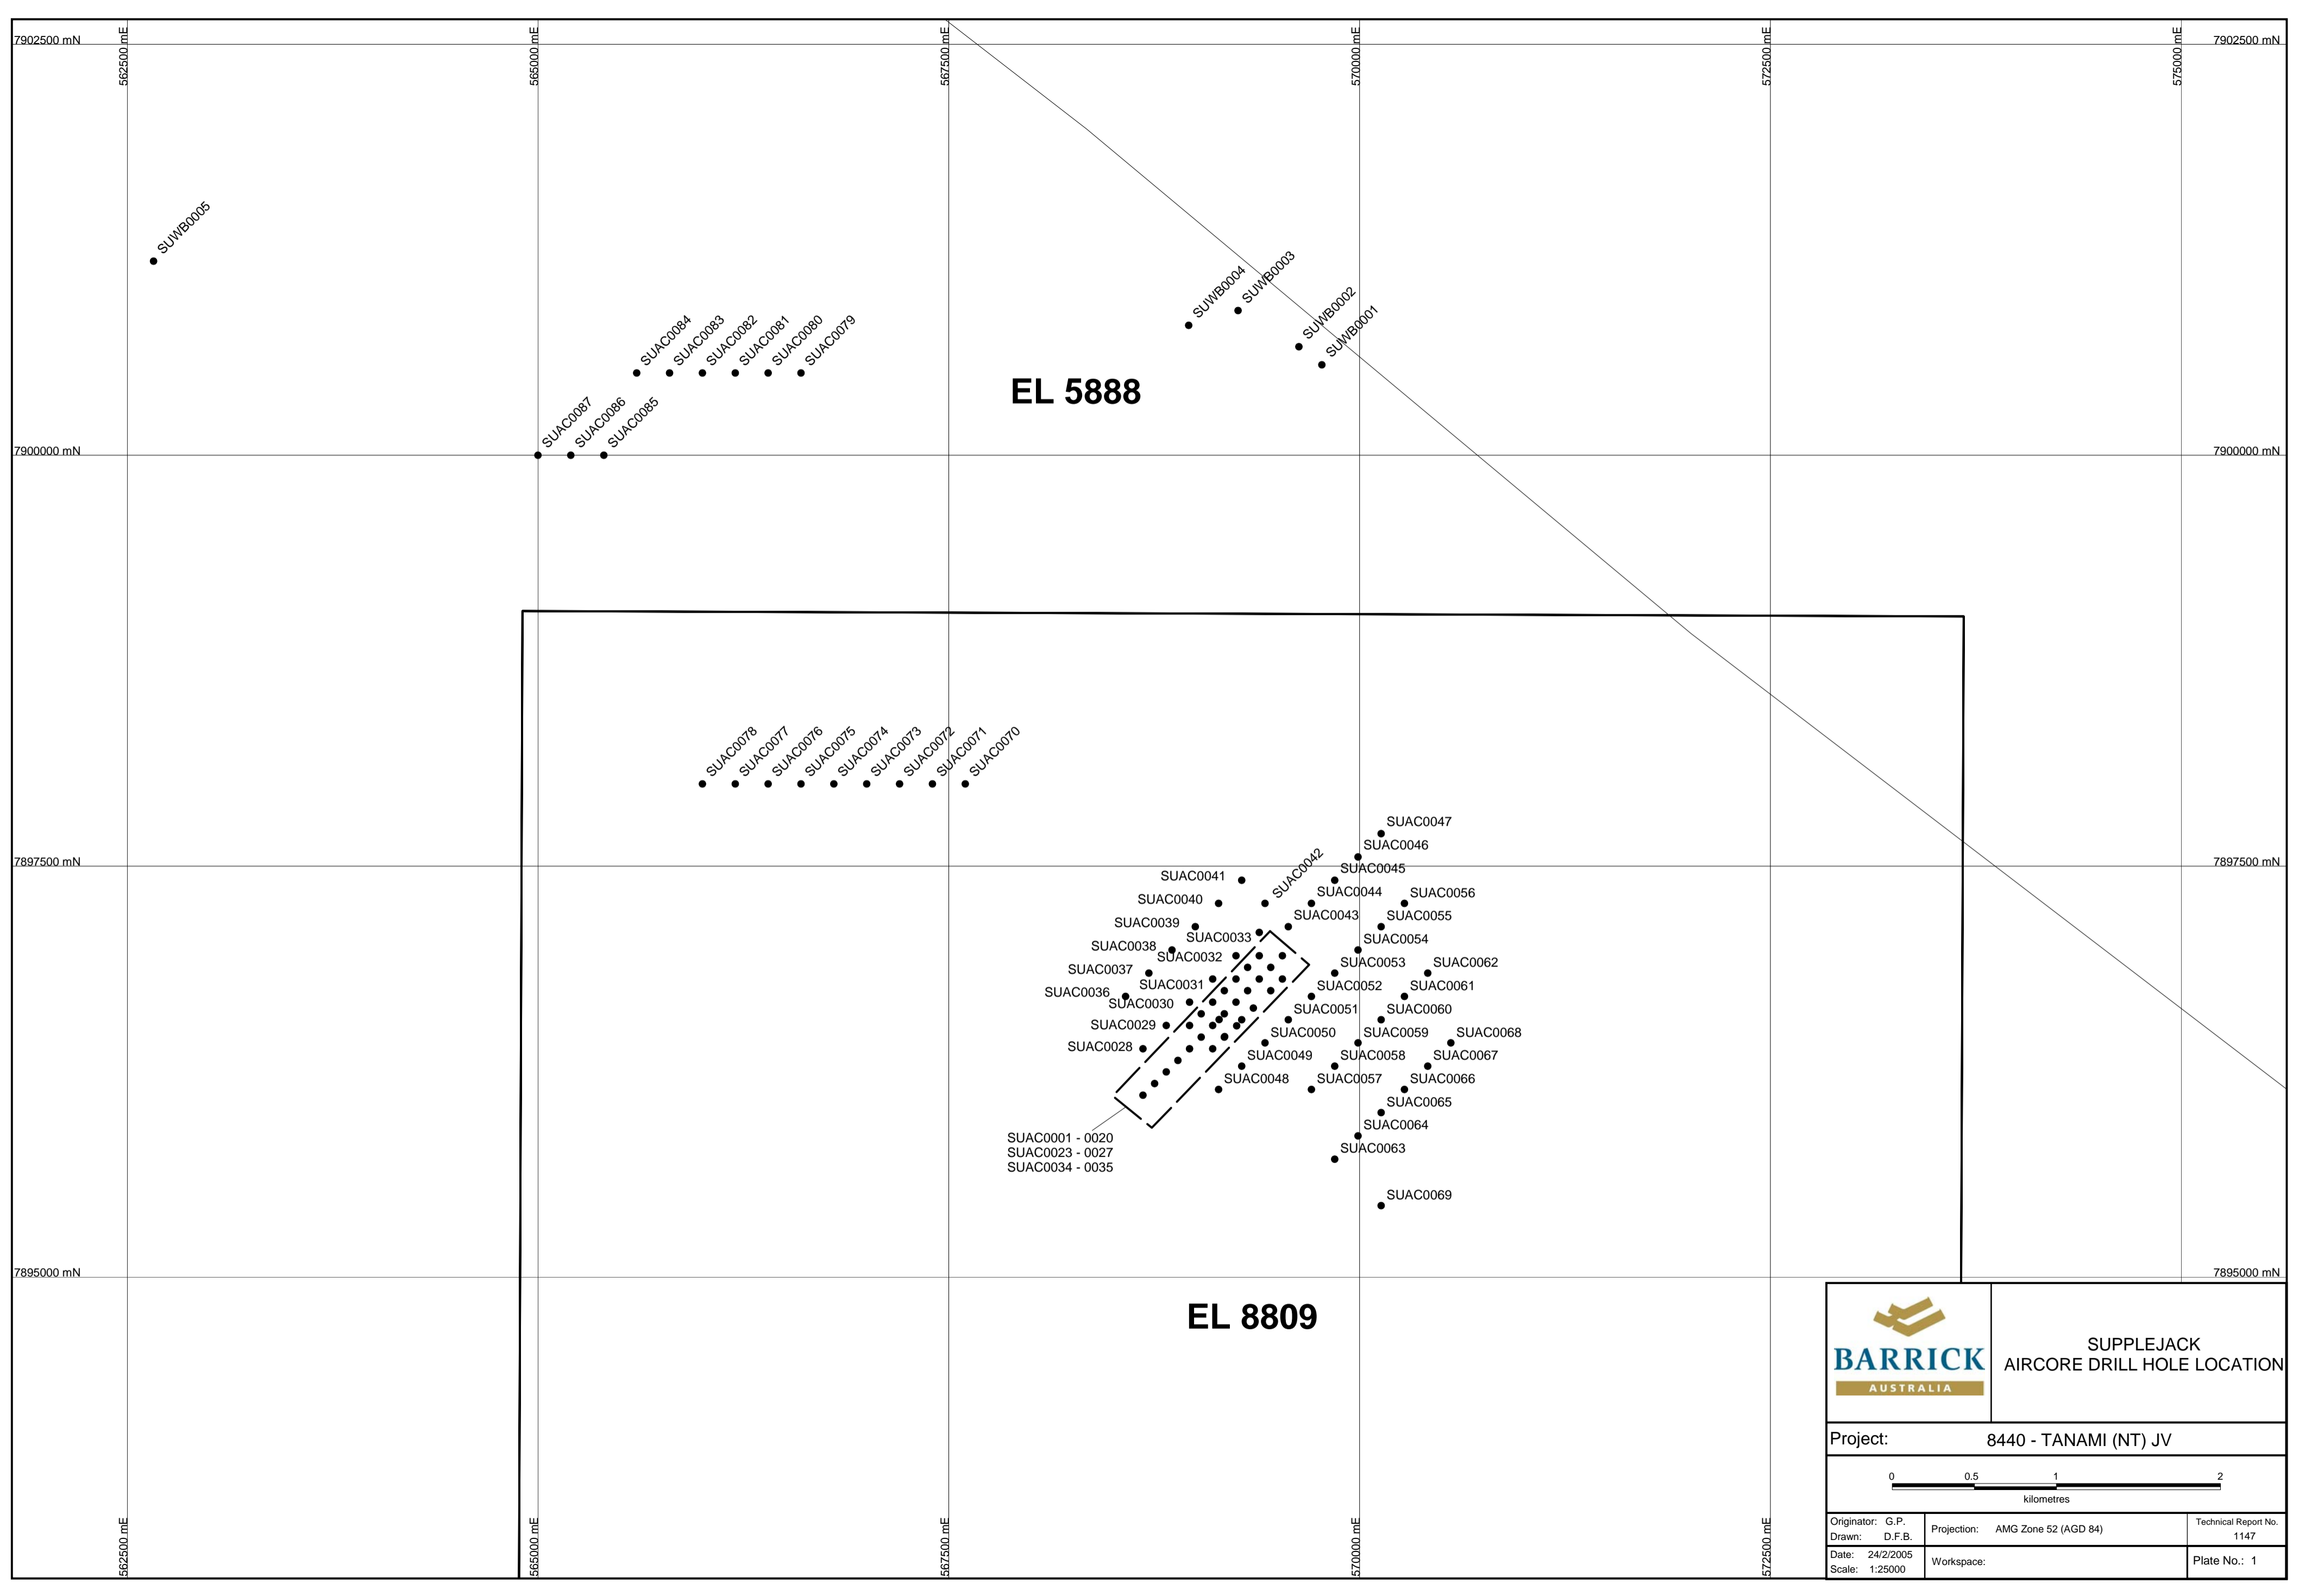 562500 mE
565000 mE
567500 mE
570000 mE
572500 mE
575000 mE
7902500 mN
7902500 mN
SUWB0005
SUWB0004
SUWB0003
SUWB0002
SUWB0001
SUAC0084
SUAC0083
SUAC0082
SUAC0081
SUAC0080
SUAC0079
EL 5888
SUAC0087
SUAC0086
SUAC0085
7900000 mN
7900000 mN
SUAC0078
SUAC0077
SUAC0076
SUAC0075
SUAC0074
SUAC0073
SUAC0072
SUAC0071
SUAC0070
SUAC0047
SUAC0046
7897500 mN
7897500 mN
SUAC0045
SUAC0041
SUAC0042
SUAC0044
SUAC0056
SUAC0040
SUAC0043
SUAC0055
SUAC0039
SUAC0033
SUAC0054
SUAC0038
SUAC0032
SUAC0053
SUAC0062
SUAC0037
SUAC0031
SUAC0052
SUAC0061
SUAC0036
SUAC0030
SUAC0051
SUAC0060
SUAC0029
SUAC0050
SUAC0059
SUAC0068
SUAC0028
SUAC0049
SUAC0058
SUAC0067
SUAC0048
SUAC0057
SUAC0066
SUAC0065
SUAC0064
SUAC0063
SUAC0001 - 0020
SUAC0023 - 0027
SUAC0034 - 0035
SUAC0069
7895000 mN
7895000 mN
EL 8809
562500 mE
565000 mE
567500 mE
570000 mE
572500 mE
BARRICK
AUSTRALIA
SUPPLEJACK
AIRCORE DRILL HOLE LOCATION
Project: 8440 - TANAMI (NT) JV
0 0.5 1 2
kilometres
Originator: G.P.
Drawn: D.F.B.
Projection: AMG Zone 52 (AGD 84)
Technical Report No.
1147
Date: 24/2/2005
Scale: 1:25000
Workspace:
Plate No.: 1